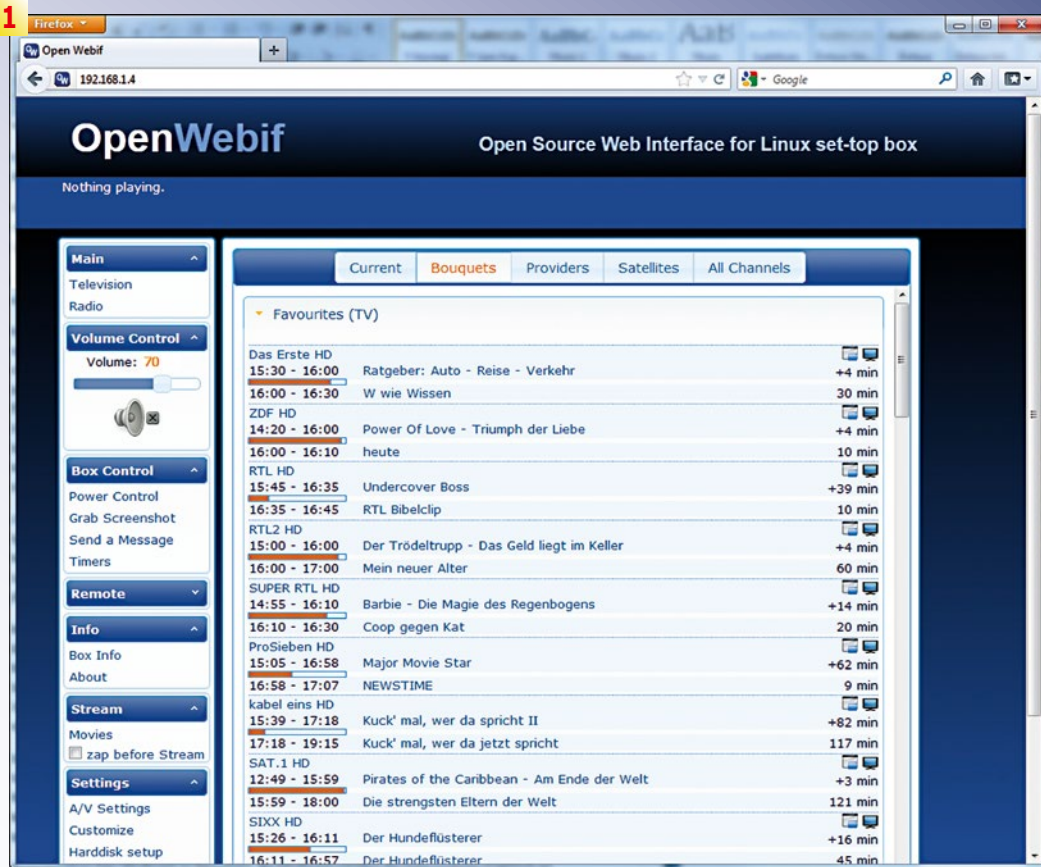 1
Firefox
Open Webif
192.168.1.4
Google
OpenWebif
Open Source Web Interface for Linux set-top box
Nothing playing.
Main
Television
Radio
Volume Control
Volume: 70
Box Control
Power Control
Grab Screenshot
Send a Message
Timers
Remote
Info
Box Info
About
Stream
Movies
zap before Stream
Settings
A/V Settings
Customize
Harddisk setup
Current Bouquets Providers Satellites All Channels
Favourites (TV)
Das Erste HD
15:30 - 16:00 Ratgeber: Auto - Reise - Verkehr +4 min
16:00 - 16:30 W wie Wissen 30 min
ZDF HD
14:20 - 16:00 Power Of Love - Triumph der Liebe +4 min
16:00 - 16:10 heute 10 min
RTL HD
15:45 - 16:35 Undercover Boss +39 min
16:35 - 16:45 RTL Bibelclip 10 min
RTL2 HD
15:00 - 16:00 Der Trödeltrupp - Das Geld liegt im Keller +4 min
16:00 - 17:00 Mein neuer Alter 60 min
SUPER RTL HD
14:55 - 16:10 Barbie - Die Magie des Regenbogens +14 min
16:10 - 16:30 Coop gegen Kat 20 min
ProSieben HD
15:05 - 16:58 Major Movie Star +62 min
16:58 - 17:07 NEWSTIME 9 min
kabel eins HD
15:39 - 17:18 Kuck' mal, wer da spricht II +82 min
17:18 - 19:15 Kuck' mal, wer da jetzt spricht 117 min
SAT.1 HD
12:49 - 15:59 Pirates of the Caribbean - Am Ende der Welt +3 min
15:59 - 18:00 Die strengsten Eltern der Welt 121 min
SIXX HD
15:26 - 16:11 Der Hundeflüsterer +16 min
16:11 - 16:57 Der Hundeflüsterer 45 min